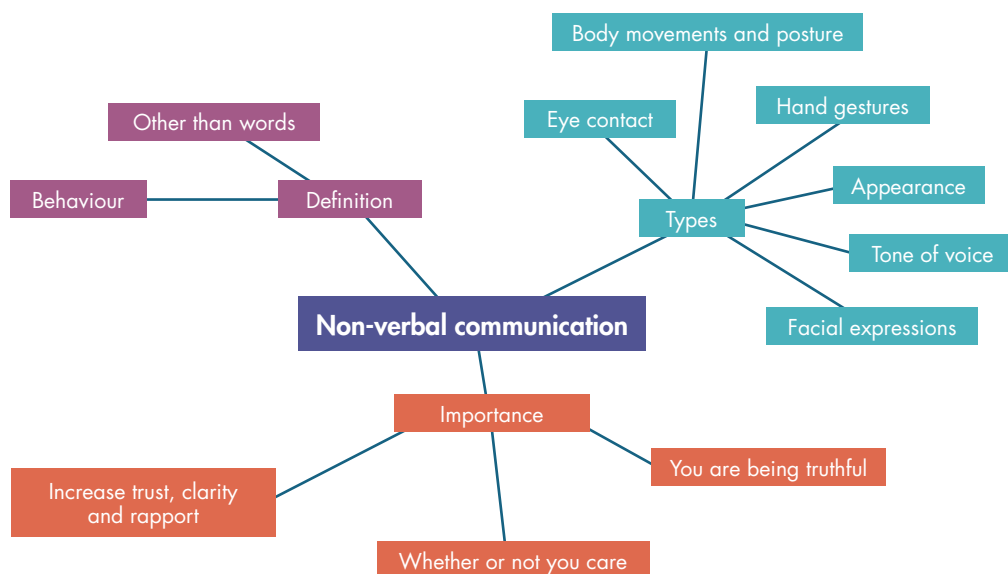 Body movements and posture
Hand gestures
Other than words
Eye contact
Appearance
Behaviour
Definition
Types
Tone of voice
Non-verbal communication
Facial expressions
Importance
You are being truthful
Increase trust, clarity
and rapport
Whether or not you care